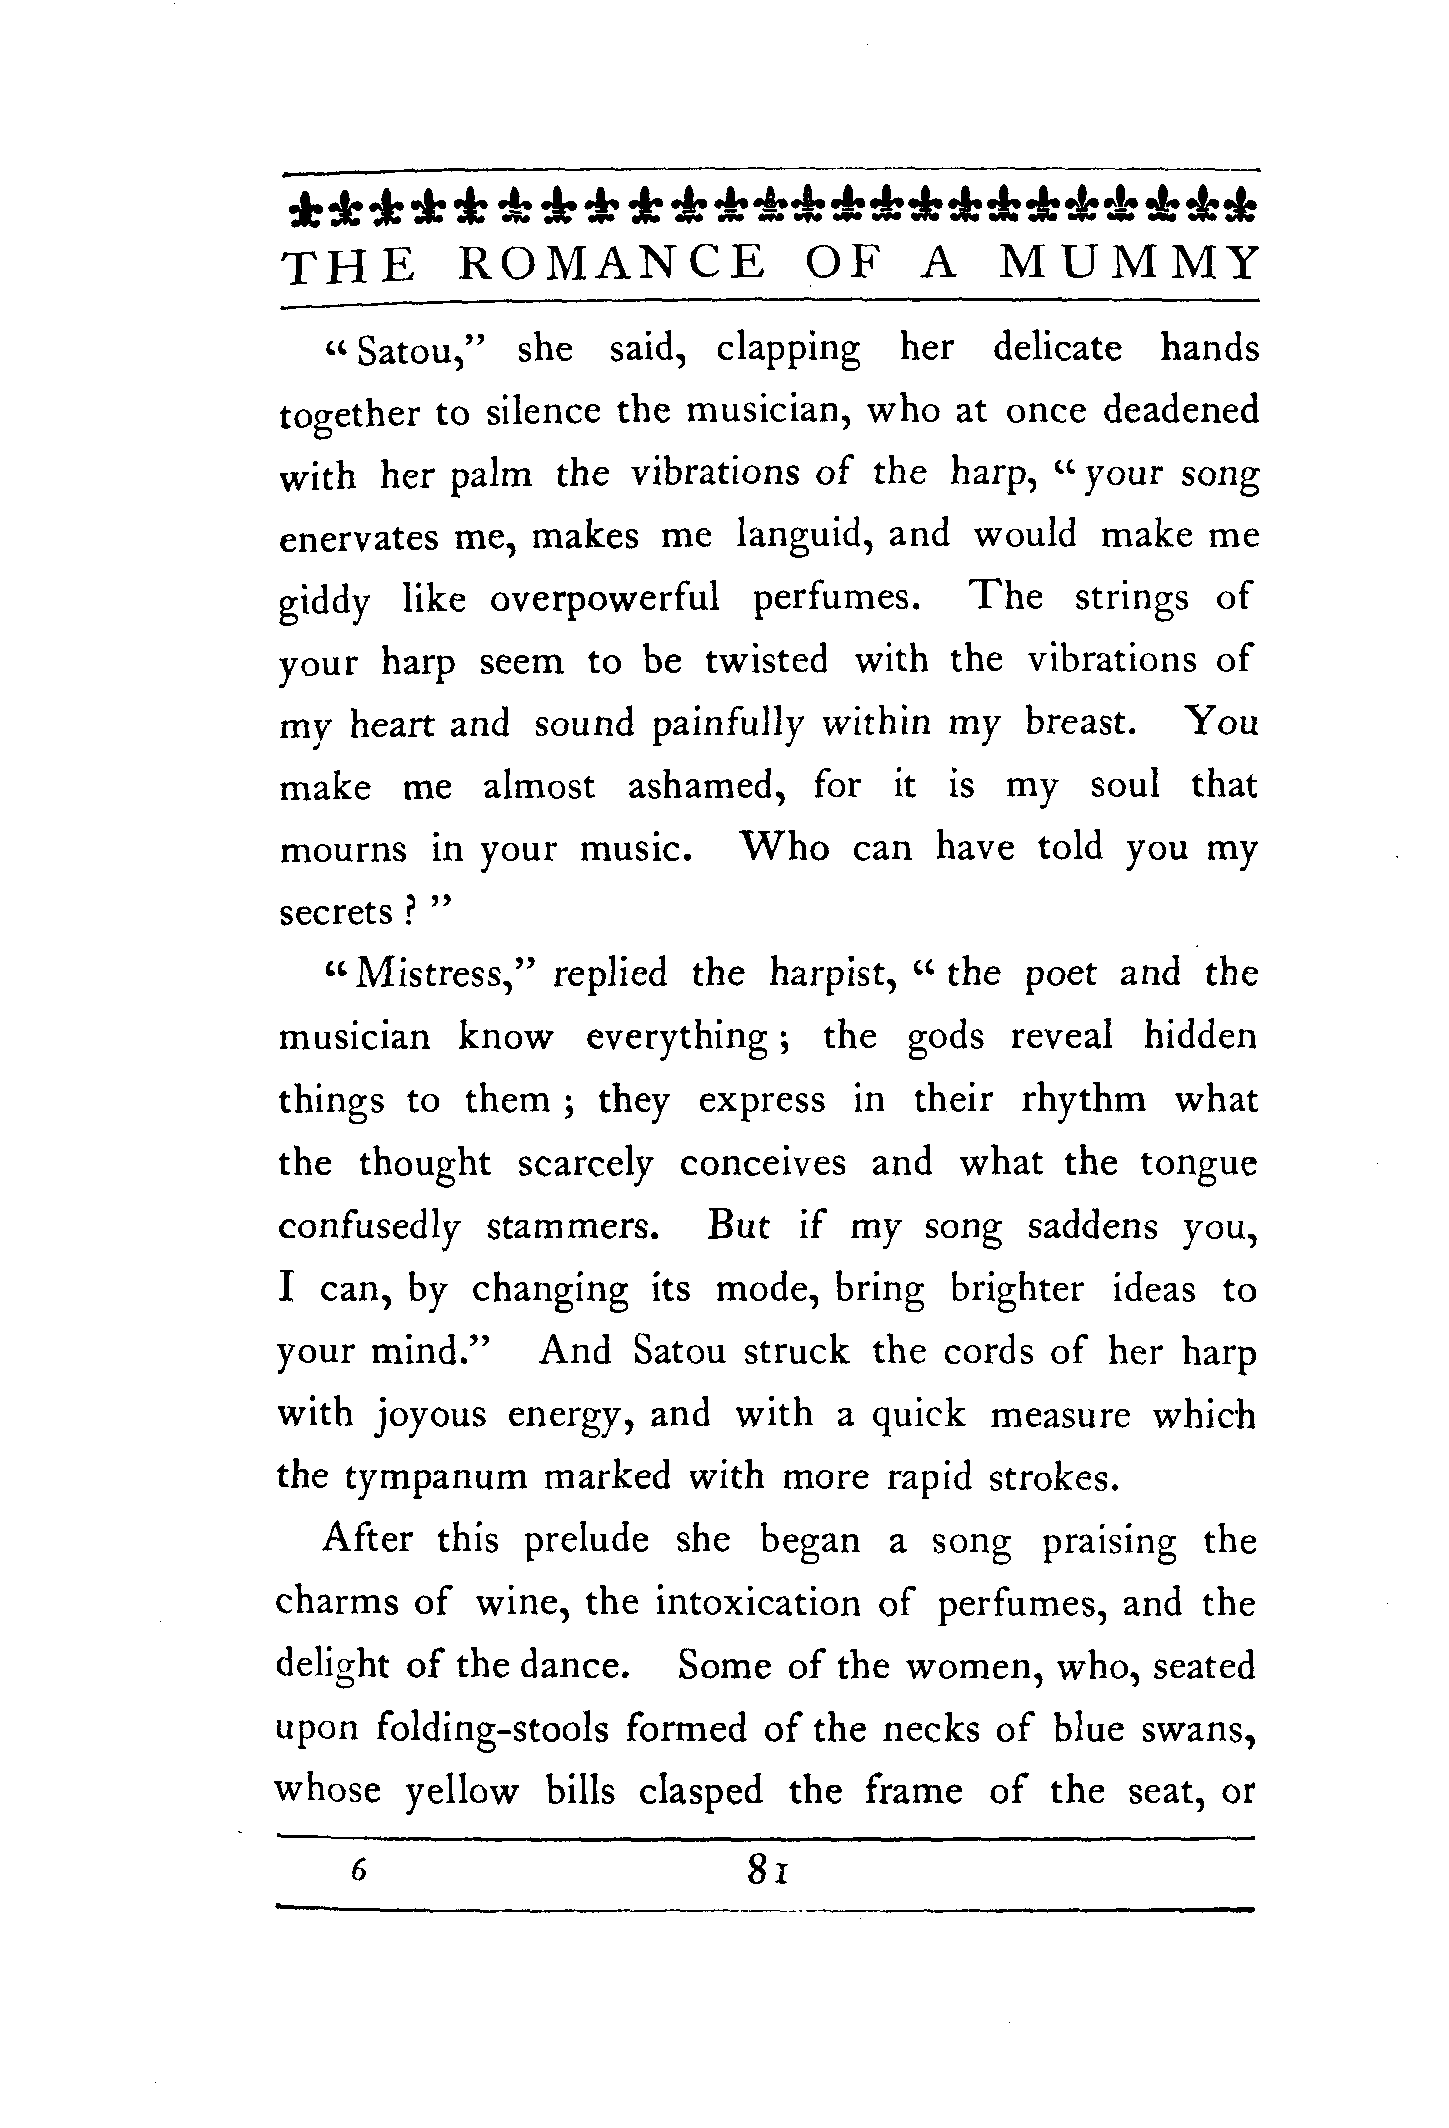 THE ROMANCE OF A MUMMY
“Satou,” she said, clapping her delicate hands
together to silence the musician, who at once deadened
with her palm the vibrations of the harp, “your song
enervates me, makes me languid, and would make me
giddy like overpowerful perfumes. The strings of
your harp seem to be twisted with the vibrations of
my heart and sound painfully within my breast. You
make me almost ashamed, for it is my soul that
mourns in your music. Who can have told you my
secrets?”
“Mistress,” replied the harpist, “the poet and the
musician know everything; the gods reveal hidden
things to them; they express in their rhythm what
the thought scarcely conceives and what the tongue
confusedly stammers. But if my song saddens you,
I can, by changing its mode, bring brighter ideas to
your mind.” And Satou struck the cords of her harp
with joyous energy, and with a quick measure which
the tympanum marked with more rapid strokes.
After this prelude she began a song praising the
charms of wine, the intoxication of perfumes, and the
delight of the dance. Some of the women, who, seated
upon folding-stools formed of the necks of blue swans,
whose yellow bills clasped the frame of the seat, or
6 81